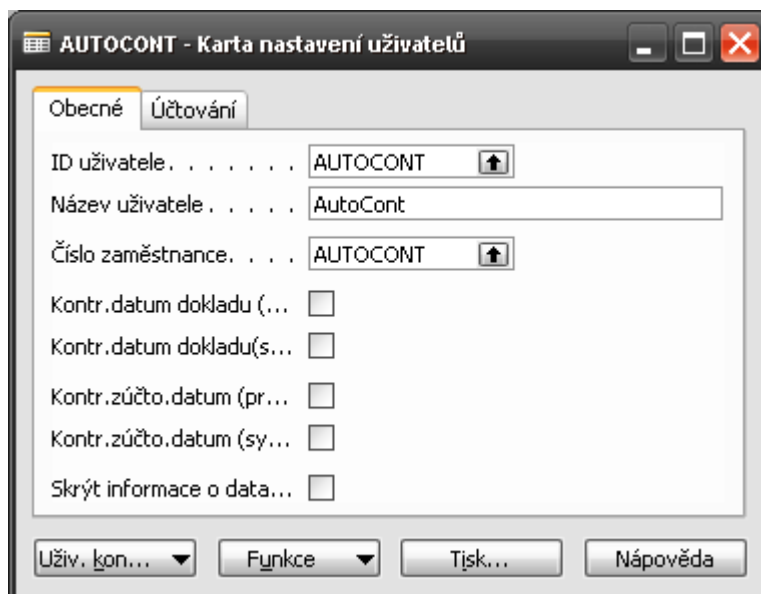 AUTOCONT - Karta nastavení uživatelů
Obecné Účtování
ID uživatele. . . . . . . AUTOCONT
Název uživatele . . . . . AutoCont
Číslo zaměstnance. . . . AUTOCONT
Kontr.datum dokladu (...
Kontr.datum dokladu(s...
Kontr.zúčto.datum (pr...
Kontr.zúčto.datum (sy...
Skrýt informace o data...
Uživ. kon... Funkce Tisk... Nápověda